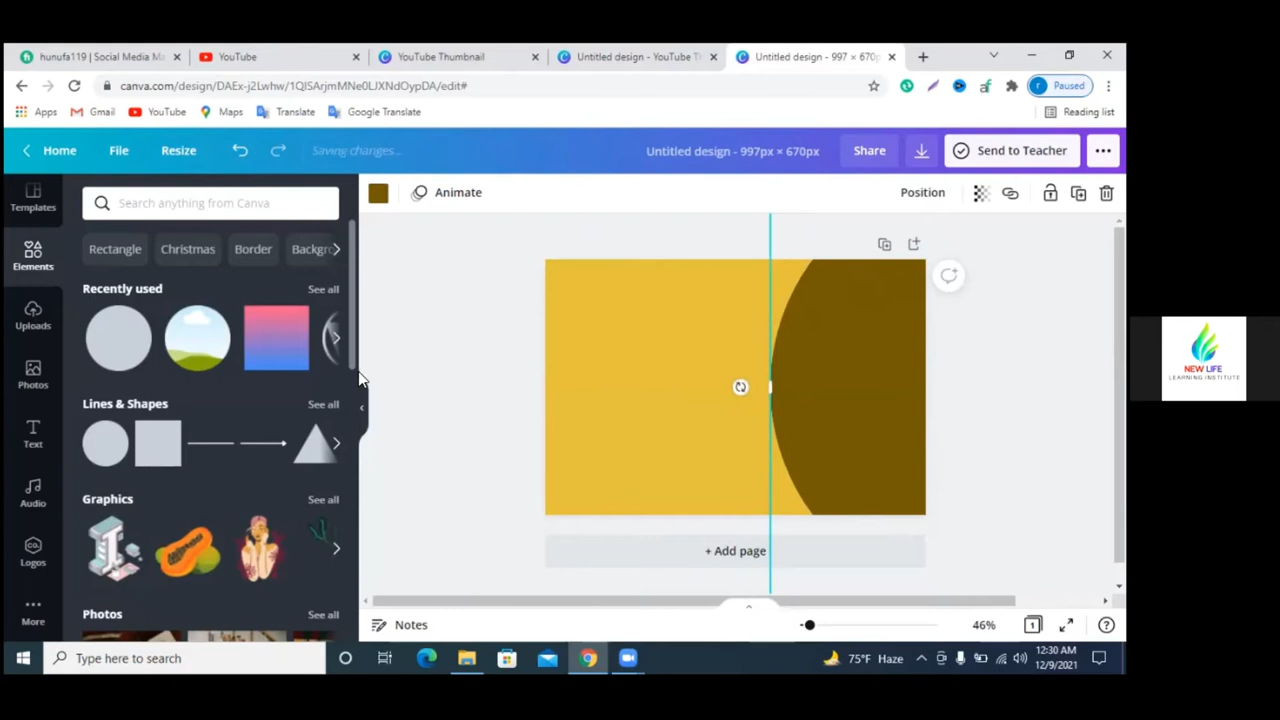 hunufa119 | Social Media Ma
YouTube
YouTube Thumbnail
Untitled design - YouTube Th
Untitled design - 997 × 670p
canva.com/design/DAEx-j2Lwhw/1QlSArjmMNe0LJXNdOypDA/edit#
Paused
Apps
Gmail
YouTube
Maps
Translate
Google Translate
Reading list
Home
File
Resize
Saving changes...
Untitled design - 997px × 670px
Share
Send to Teacher
Templates
Elements
Uploads
Photos
Text
Audio
Logos
More
Search anything from Canva
Rectangle
Christmas
Border
Backgro
Recently used
See all
Lines & Shapes
See all
Graphics
See all
Photos
See all
Animate
Position
+ Add page
Notes
46%
1
Type here to search
75°F Haze
12:30 AM
12/9/2021
NEW LIFE
LEARNING INSTITUTE